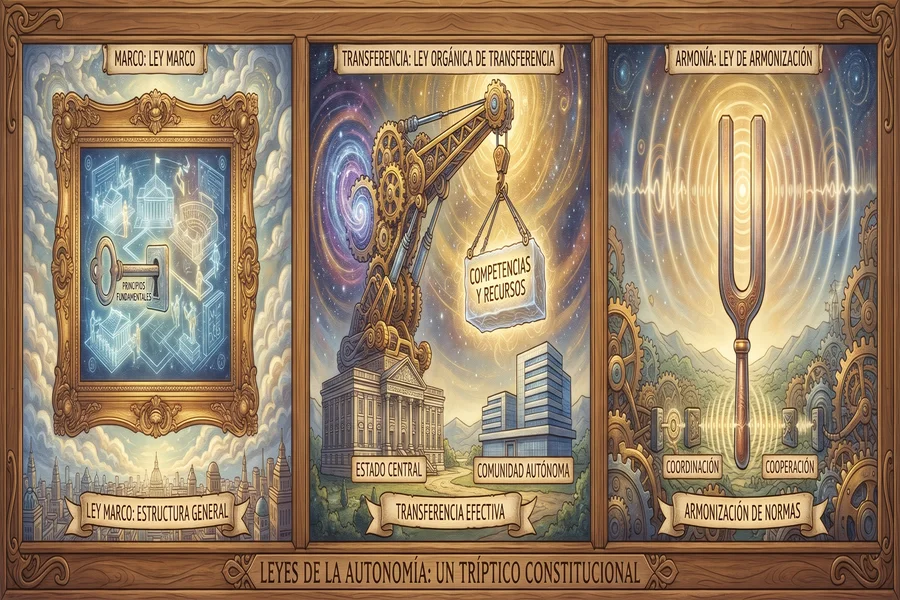 MARCO: LEY MARCO
PRINCIPIOS
FUNDAMENTALES
LEY MARCO: ESTRUCTURA GENERAL
TRANSFERENCIA: LEY ORGÁNICA DE TRANSFERENCIA
COMPETENCIAS
Y RECURSOS
ESTADO CENTRAL
COMUNIDAD AUTÓNOMA
TRANSFERENCIA EFECTIVA
ARMONÍA: LEY DE ARMONIZACIÓN
COORDINACIÓN
COOPERACIÓN
ARMONIZACIÓN DE NORMAS
LEYES DE LA AUTONOMÍA: UN TRÍPTICO CONSTITUCIONAL